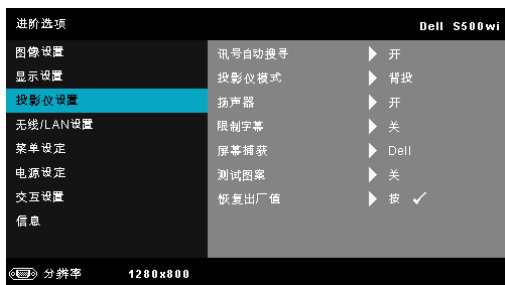 进阶选项 Dell S500wi
图像设置 讯号自动搜寻 开
显示设置 投影仪模式 背投
投影仪设置 扬声器 开
无线/LAN设置 限制字幕 关
菜单设定 屏幕捕获 Dell
电源设定 测试图案 关
交互设置 恢复出厂值 按 ✓
信息
分辨率 1280x800